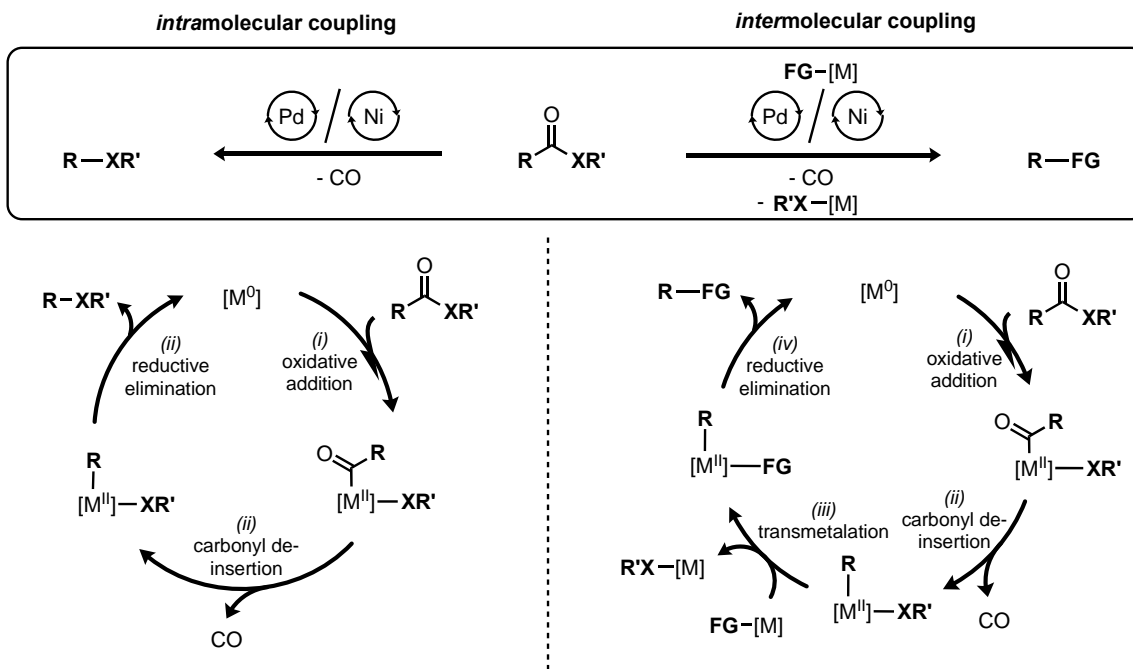 intramolecular coupling
intermolecular coupling
R
XR'
Pd
Ni
- CO
O
R
XR'
FG
[M]
Pd
Ni
- CO
- R'X
[M]
R
FG
R
XR'
[M⁰]
O
R
XR'
(i)
oxidative
addition
(ii)
reductive
elimination
R
[Mᴵᴵ]
XR'
O
R
[Mᴵᴵ]
XR'
(ii)
carbonyl de-
insertion
CO
R
FG
[M⁰]
O
R
XR'
(i)
oxidative
addition
(iv)
reductive
elimination
R
[Mᴵᴵ]
FG
O
R
[Mᴵᴵ]
XR'
(ii)
carbonyl de-
insertion
(iii)
transmetalation
R'X
[M]
FG
[M]
R
[Mᴵᴵ]
XR'
CO